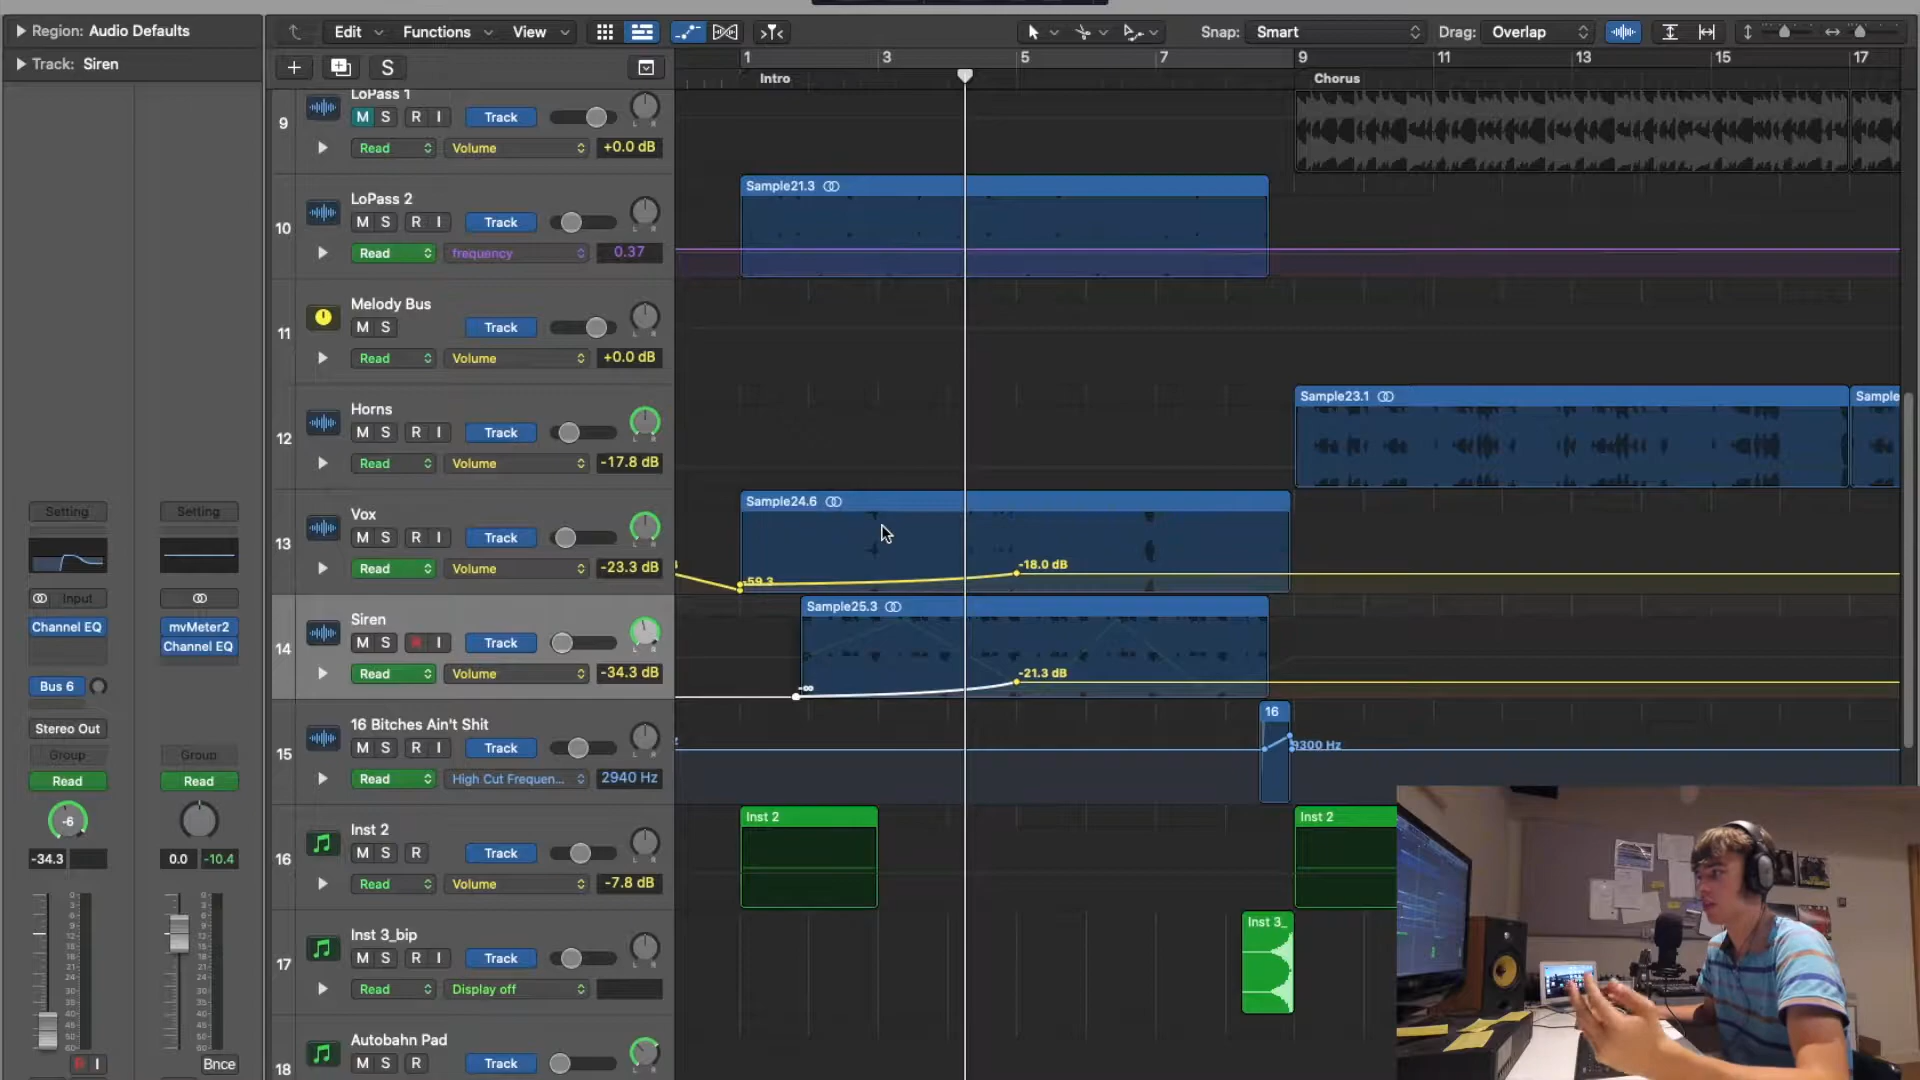 Region: Audio Defaults
Track: Siren
Edit
Functions
View
Snap: Smart
Drag: Overlap
S
1 3 5 7 9 11 13 15 17
Intro
Chorus
9
LoPass 1
M S R I Track
Read Volume +0.0 dB
10
LoPass 2
M S R I Track
Read frequency 0.37
Sample21.3
11
Melody Bus
M S Track
Read Volume +0.0 dB
12
Horns
M S R I Track
Read Volume -17.8 dB
Sample23.1
Sample
13
Vox
M S R I Track
Read Volume -23.3 dB
Sample24.6
-59.3
-18.0 dB
14
Siren
M S R I Track
Read Volume -34.3 dB
Sample25.3
-∞
-21.3 dB
15
16 Bitches Ain't Shit
M S R I Track
Read High Cut Frequen... 2940 Hz
16
9300 Hz
16
Inst 2
M S R Track
Read Volume -7.8 dB
Inst 2
Inst 2
17
Inst 3_bip
M S R I Track
Read Display off
Inst 3_
18
Autobahn Pad
M S R Track
Setting Setting
Input
Channel EQ mvMeter2
Channel EQ
Bus 6
Stereo Out
Group Group
Read Read
-6
-34.3 0.0 -10.4
R I Bnce